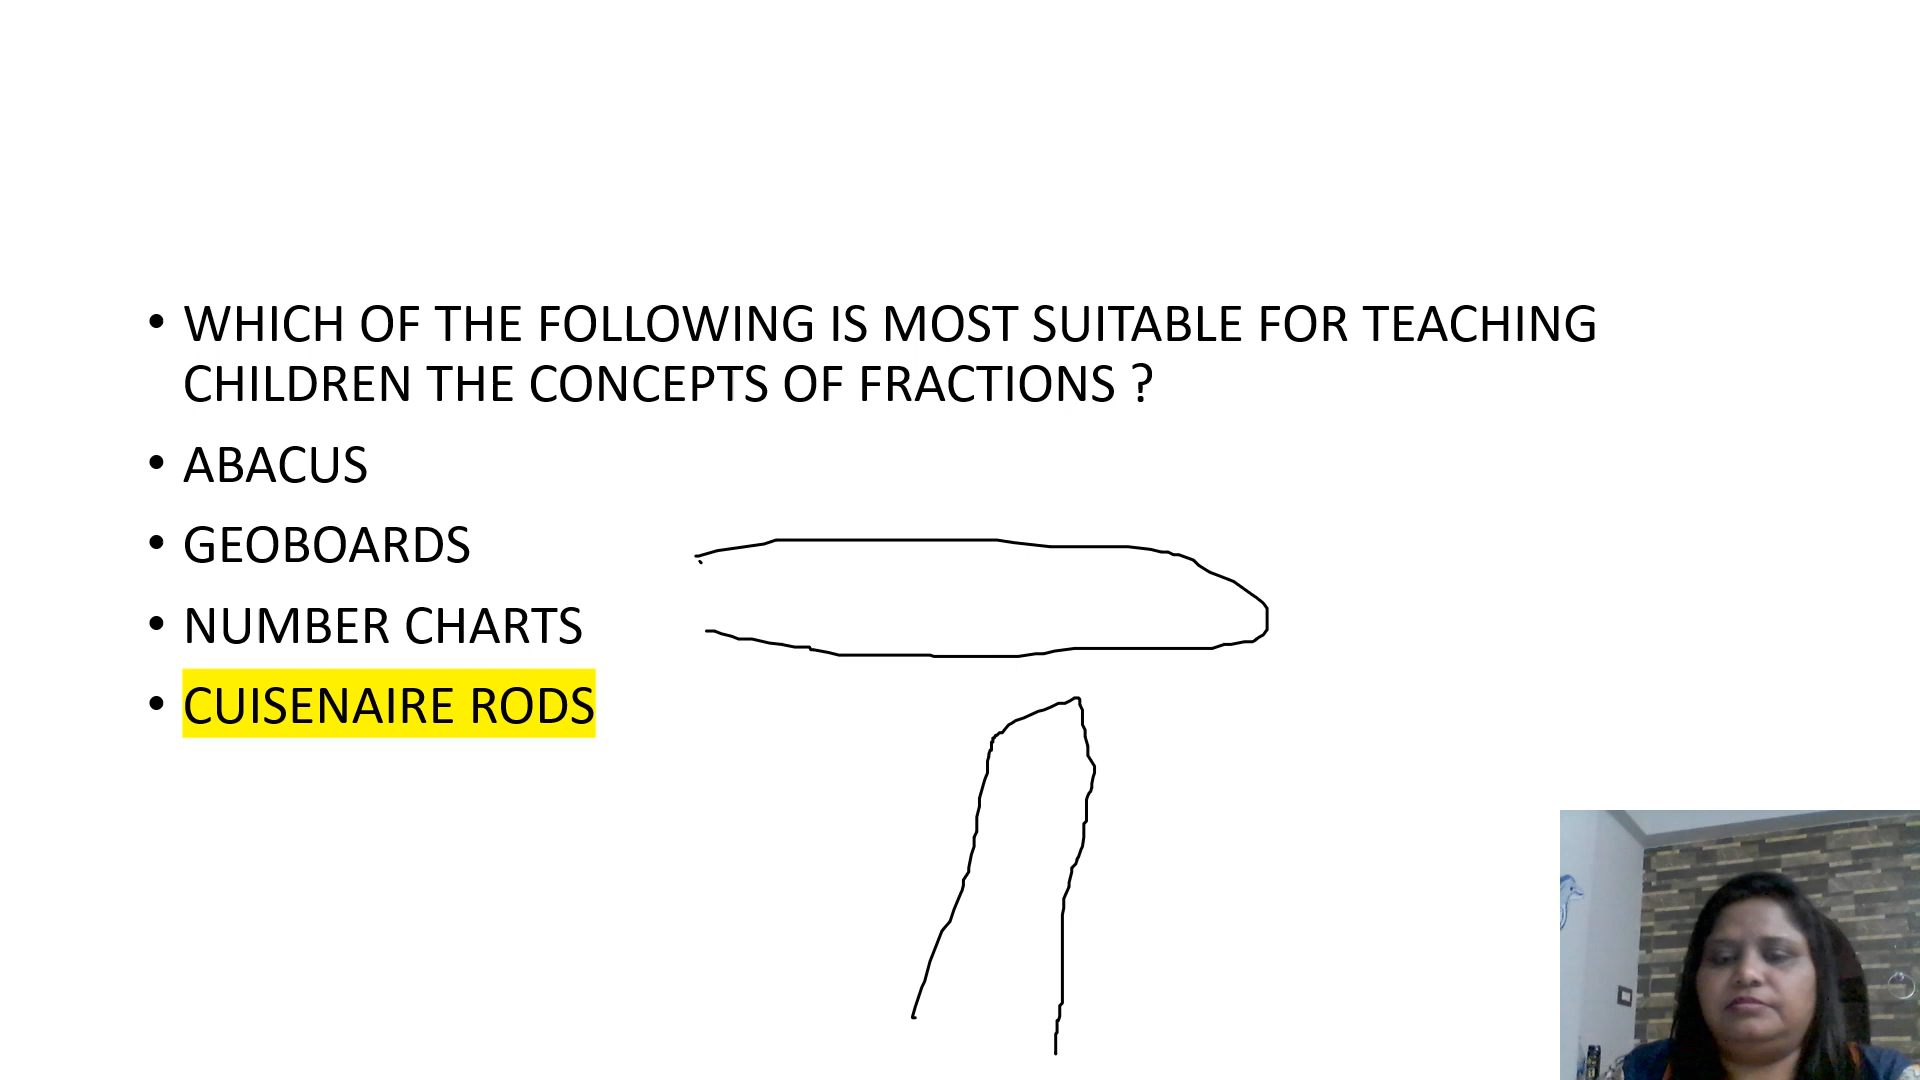 • WHICH OF THE FOLLOWING IS MOST SUITABLE FOR TEACHING
CHILDREN THE CONCEPTS OF FRACTIONS ?
• ABACUS
• GEOBOARDS
• NUMBER CHARTS
• CUISENAIRE RODS